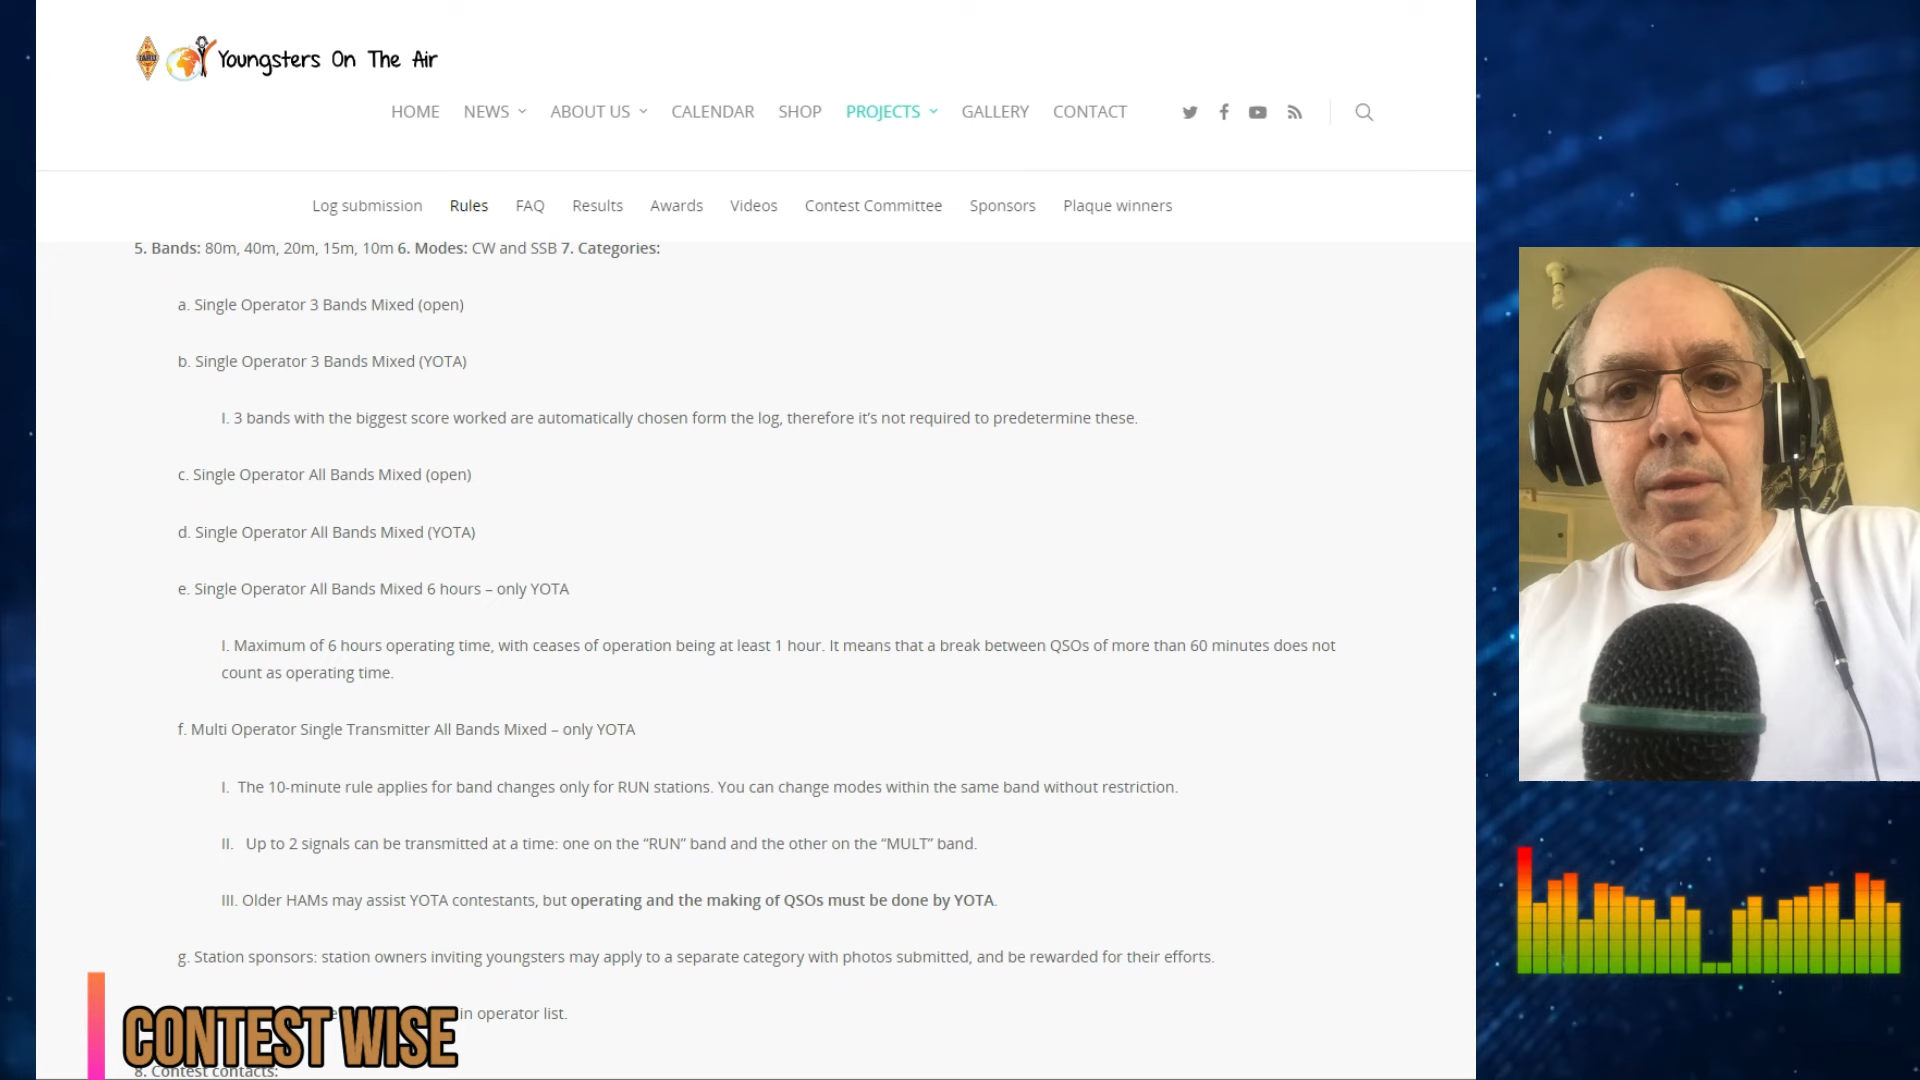 Youngsters On The Air
HOME NEWS ABOUT US CALENDAR SHOP PROJECTS GALLERY CONTACT
Log submission Rules FAQ Results Awards Videos Contest Committee Sponsors Plaque winners
5. Bands: 80m, 40m, 20m, 15m, 10m 6. Modes: CW and SSB 7. Categories:
a. Single Operator 3 Bands Mixed (open)
b. Single Operator 3 Bands Mixed (YOTA)
I. 3 bands with the biggest score worked are automatically chosen form the log, therefore it’s not required to predetermine these.
c. Single Operator All Bands Mixed (open)
d. Single Operator All Bands Mixed (YOTA)
e. Single Operator All Bands Mixed 6 hours – only YOTA
I. Maximum of 6 hours operating time, with ceases of operation being at least 1 hour. It means that a break between QSOs of more than 60 minutes does not
count as operating time.
f. Multi Operator Single Transmitter All Bands Mixed – only YOTA
I. The 10-minute rule applies for band changes only for RUN stations. You can change modes within the same band without restriction.
II. Up to 2 signals can be transmitted at a time: one on the “RUN” band and the other on the “MULT” band.
III. Older HAMs may assist YOTA contestants, but operating and the making of QSOs must be done by YOTA.
g. Station sponsors: station owners inviting youngsters may apply to a separate category with photos submitted, and be rewarded for their efforts.
in operator list.
CONTEST WISE
8. Contest contacts: